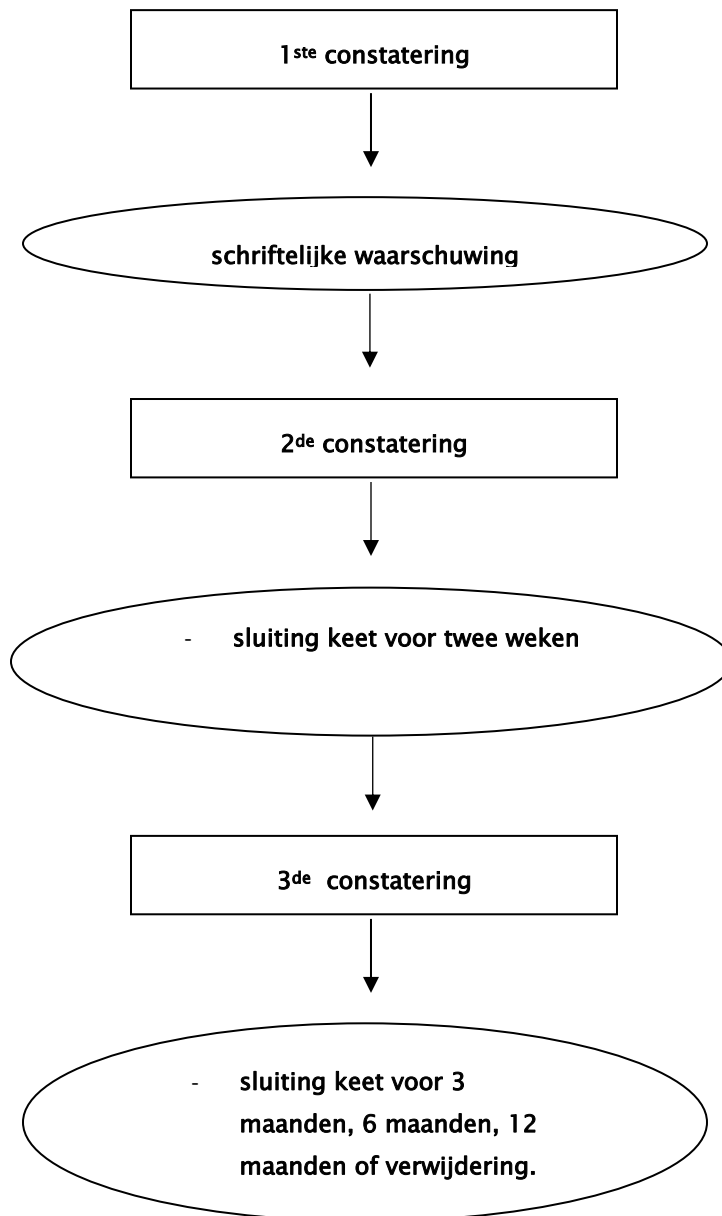 1ste constatering
schriftelijke waarschuwing
2de constatering
- sluiting keet voor twee weken
3de constatering
- sluiting keet voor 3
maanden, 6 maanden, 12
maanden of verwijdering.